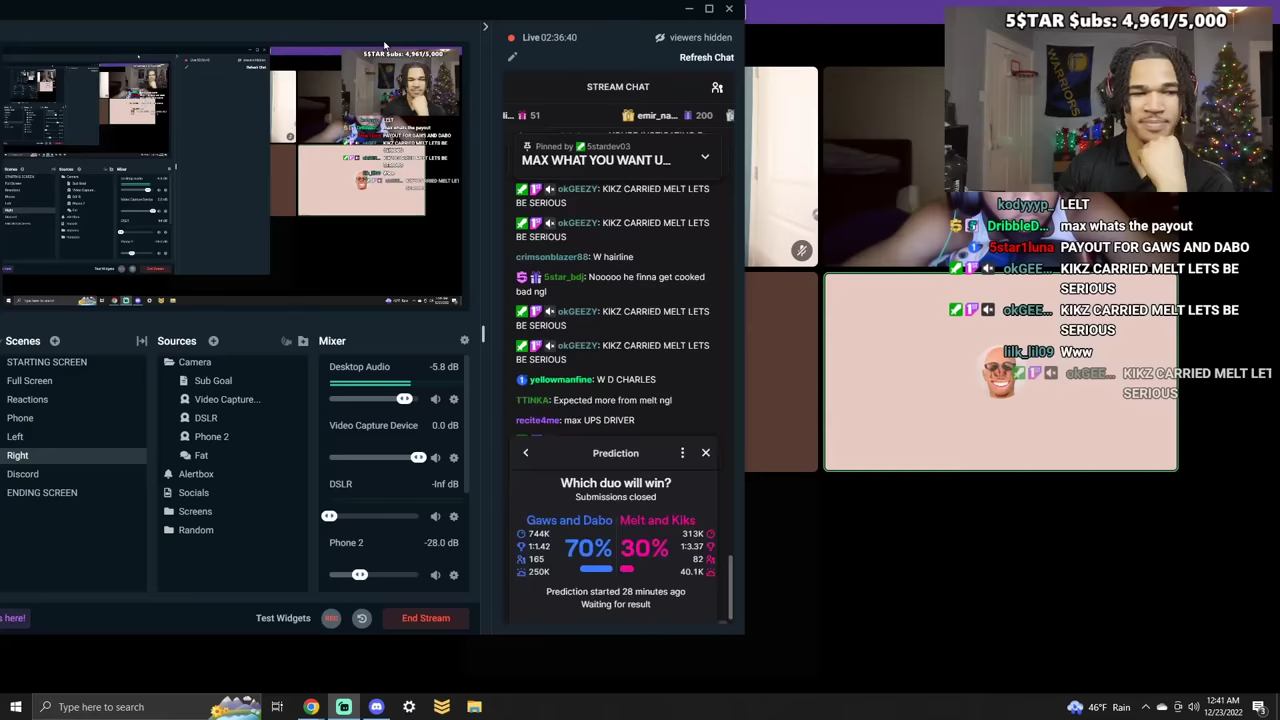 5$TAR $ubs: 4,961/5,000
Live 02:36:40
viewers hidden
Refresh Chat
STREAM CHAT
51
emir_na...
200
Pinned by 5stardev03
MAX WHAT YOU WANT U...
okGEEZY: KIKZ CARRIED MELT LETS
BE SERIOUS
okGEEZY: KIKZ CARRIED MELT LETS
BE SERIOUS
crimsonblazer88: W hairline
5star_bdj: Nooooo he finna get cooked
bad ngl
okGEEZY: KIKZ CARRIED MELT LETS
BE SERIOUS
okGEEZY: KIKZ CARRIED MELT LETS
BE SERIOUS
yellowmanfine: W D CHARLES
TTINKA: Expected more from melt ngl
recite4me: max UPS DRIVER
Prediction
Which duo will win?
Submissions closed
Gaws and Dabo
Melt and Kiks
744K
1:1.42
165
250K
70%
30%
313K
1:3.37
82
40.1K
Prediction started 28 minutes ago
Waiting for result
WARRIORS
kodyyyp_ LELT
DribbleD... max whats the payout
5star1luna PAYOUT FOR GAWS AND DABO
okGEE... KIKZ CARRIED MELT LETS BE
SERIOUS
okGEE... KIKZ CARRIED MELT LETS BE
SERIOUS
lilk_lil09 Www
okGEE... KIKZ CARRIED MELT LET
SERIOUS
Scenes
STARTING SCREEN
Full Screen
Reactions
Phone
Left
Right
Discord
ENDING SCREEN
Sources
Camera
Sub Goal
Video Capture...
DSLR
Phone 2
Fat
Alertbox
Socials
Screens
Random
Mixer
Desktop Audio -5.8 dB
Video Capture Device 0.0 dB
DSLR -Inf dB
Phone 2 -28.0 dB
s here!
Test Widgets
REC
End Stream
Type here to search
46°F Rain
12:41 AM
12/23/2022